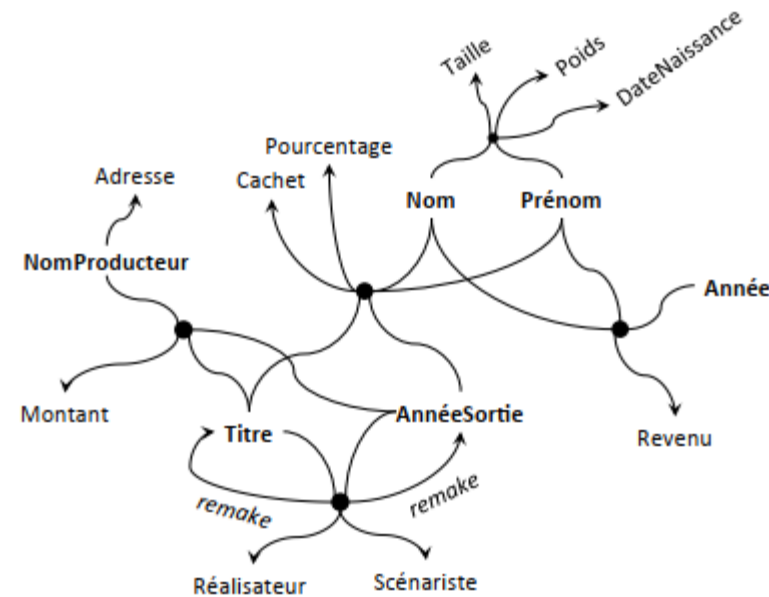 Taille
Poids
DateNaissance
Pourcentage
Adresse
Cachet
Nom
Prénom
NomProducteur
Année
Montant
Titre
AnnéeSortie
Revenu
remake
remake
Réalisateur
Scénariste